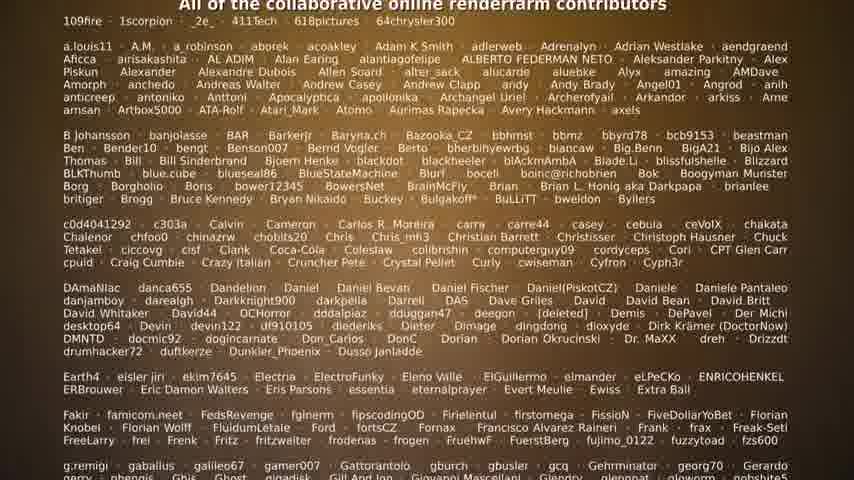 All of the collaborative online renderfarm contributors
109fire · 1scorpion · _2e_ · 411Tech · 618pictures · 64chrysler300
a.louis11 · A.M. · a_robinson · aborek · acoakley · Adam K Smith · adlerweb · Adrenalyn · Adrian Westlake · aendgraend
Aficca · airisakashita · AL ADIM · Alan Earing · alantiagofelipe · ALBERTO FEDERMAN NETO · Aleksander Parkitny · Alex
Piskun · Alexander · Alexandre Dubois · Allen Soard · alter_sack · alucarde · aluebke · Alyx · amazing · AMDave
Amorph · anchedo · Andreas Walter · Andrew Casey · Andrew Clapp · andy · Andy Brady · Angel01 · Angrod · anih
anticreep · antoniko · Anttoni · Apocalyptica · apollonika · Archangel Uriel · Archerofyail · Arkandor · arkiss · Arne
arnsan · Artbox5000 · ATA-Rolf · Atari_Mark · Atomo · Aurimas Rapecka · Avery Hackmann · axels
B Johansson · banjolasse · BAR · BarkerJr · Baryna.ch · Bazooka_CZ · bbhmst · bbmz · bbyrd78 · bcb9153 · beastman
Ben · Bender10 · bengt · Benson007 · Bernd Vogler · Berto · bherbihyewrbg · biancaw · Big.Benn · BigA21 · Bijo Alex
Thomas · Bill · Bill Sinderbrand · Bjoern Henke · blackdot · blackheeler · blAckmAmbA · Blade.Li · blissfulshelle · Blizzard
BLKThumb · blue.cube · blueseal86 · BlueStateMachine · Blurf · bocell · boinc@richobrien · Bok · Boogyman Munster
Borg · Borgholio · Boris · bower12345 · BowersNet · BrainMcFly · Brian · Brian L. Honig aka Darkpapa · brianlee
britiger · Brogg · Bruce Kennedy · Bryan Nikaido · Buckey · Bulgakoff* · BuLLiTT · bweldon · Byllers
c0d4041292 · c303a · Calvin · Cameron · Carlos R. Moreira · carra · carre44 · casey · cebula · ceVoIX · chakata
Chalenor · chfoo0 · chinazrw · chobits20 · Chris · Chris_mh3 · Christian Barrett · Christisser · Christoph Hausner · Chuck
Tetakel · ciccovg · cisf · Clank · Coca-Cola · Coleslaw · colibrishin · computerguy09 · cordyceps · Cori · CPT Glen Carr
cpuid · Craig Cumbie · Crazy Italian · Cruncher Pete · Crystal Pellet · Curly · cwiseman · Cyfron · Cyph3r
DAmaNIac · danca655 · Dandelion · Daniel · Daniel Bevan · Daniel Fischer · Daniel(PiskotCZ) · Daniele · Daniele Pantaleo
danjamboy · darealgh · Darkknight900 · darkpella · Darrell · DAS · Dave Griles · David · David Bean · David Britt
David Whitaker · David44 · OCHorror · dddalpiaz · dduggan47 · deegon · [deleted] · Demis · DePavel · Der Michi
desktop64 · Devin · devin122 · df910105 · diederiks · Dieter · Dimage · dingdong · dioxyde · Dirk Krämer (DoctorNow)
DMNTD · docmic92 · dogincarnate · Don_Carlos · DonC · Dorian · Dorian Okrucinski · Dr. MaXX · dreh · Drizzdt
drumhacker72 · duftkerze · Dunkler_Phoenix · Dusso Janladde
Earth4 · eisler jiri · ekim7645 · Electria · ElectroFunky · Eleno Ville · ElGuillermo · elmander · eLPeCKo · ENRICOHENKEL
ERBrouwer · Eric Damon Walters · Eris Parsons · essentia · eternalprayer · Evert Meulie · Ewiss · Extra Ball
Fakir · famicom.neet · FedsRevenge · fglnerm · fipscodingOD · Firielentul · firstomega · FissioN · FiveDollarYoBet · Florian
Knobel · Florian Wolff · FluidumLetale · Ford · fortsCZ · Fornax · Francisco Alvarez Raineri · Frank · frax · Freak-Setl
FreeLarry · frei · Frenk · Fritz · fritzwalter · frodenas · frogen · FruehwF · FuerstBerg · fujimo_0122 · fuzzytoad · fzs600
g.remigi · gaballus · galileo67 · gamer007 · Gattorantolo · gburch · gbusler · gcq · Gehrminator · georg70 · Gerardo